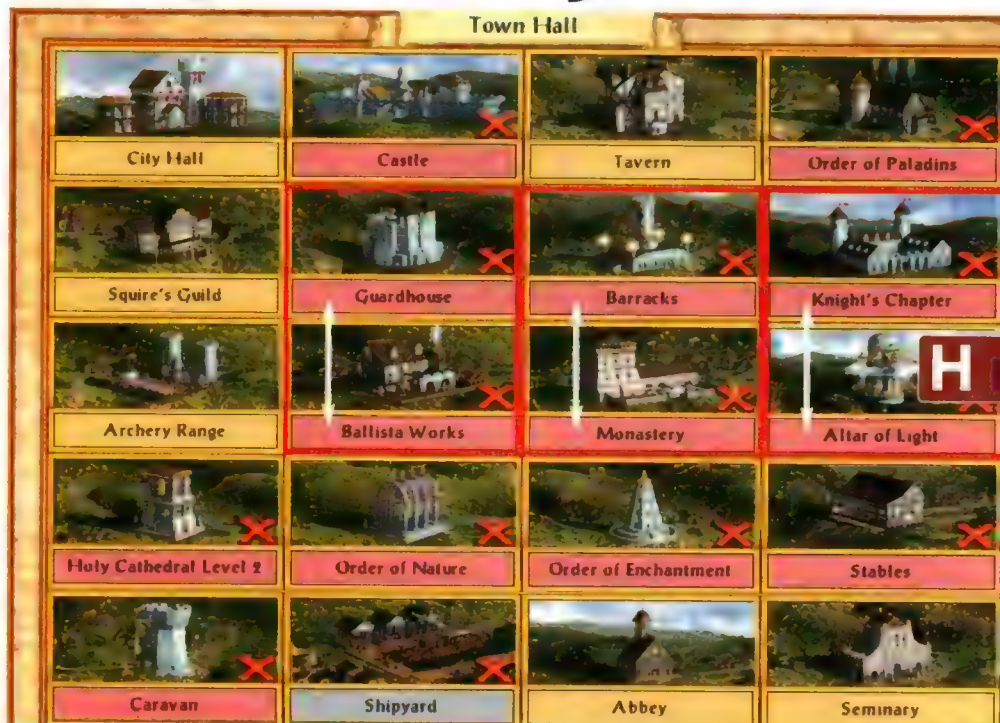 Town Hall
City Hall
Castle
Tavern
Order of Paladins
Squire's Guild
Guardhouse
Barracks
Knight's Chapter
H
Archery Range
Ballista Works
Monastery
Altar of Light
Holy Cathedral Level 2
Order of Nature
Order of Enchantment
Stables
Caravan
Shipyard
Abbey
Seminary